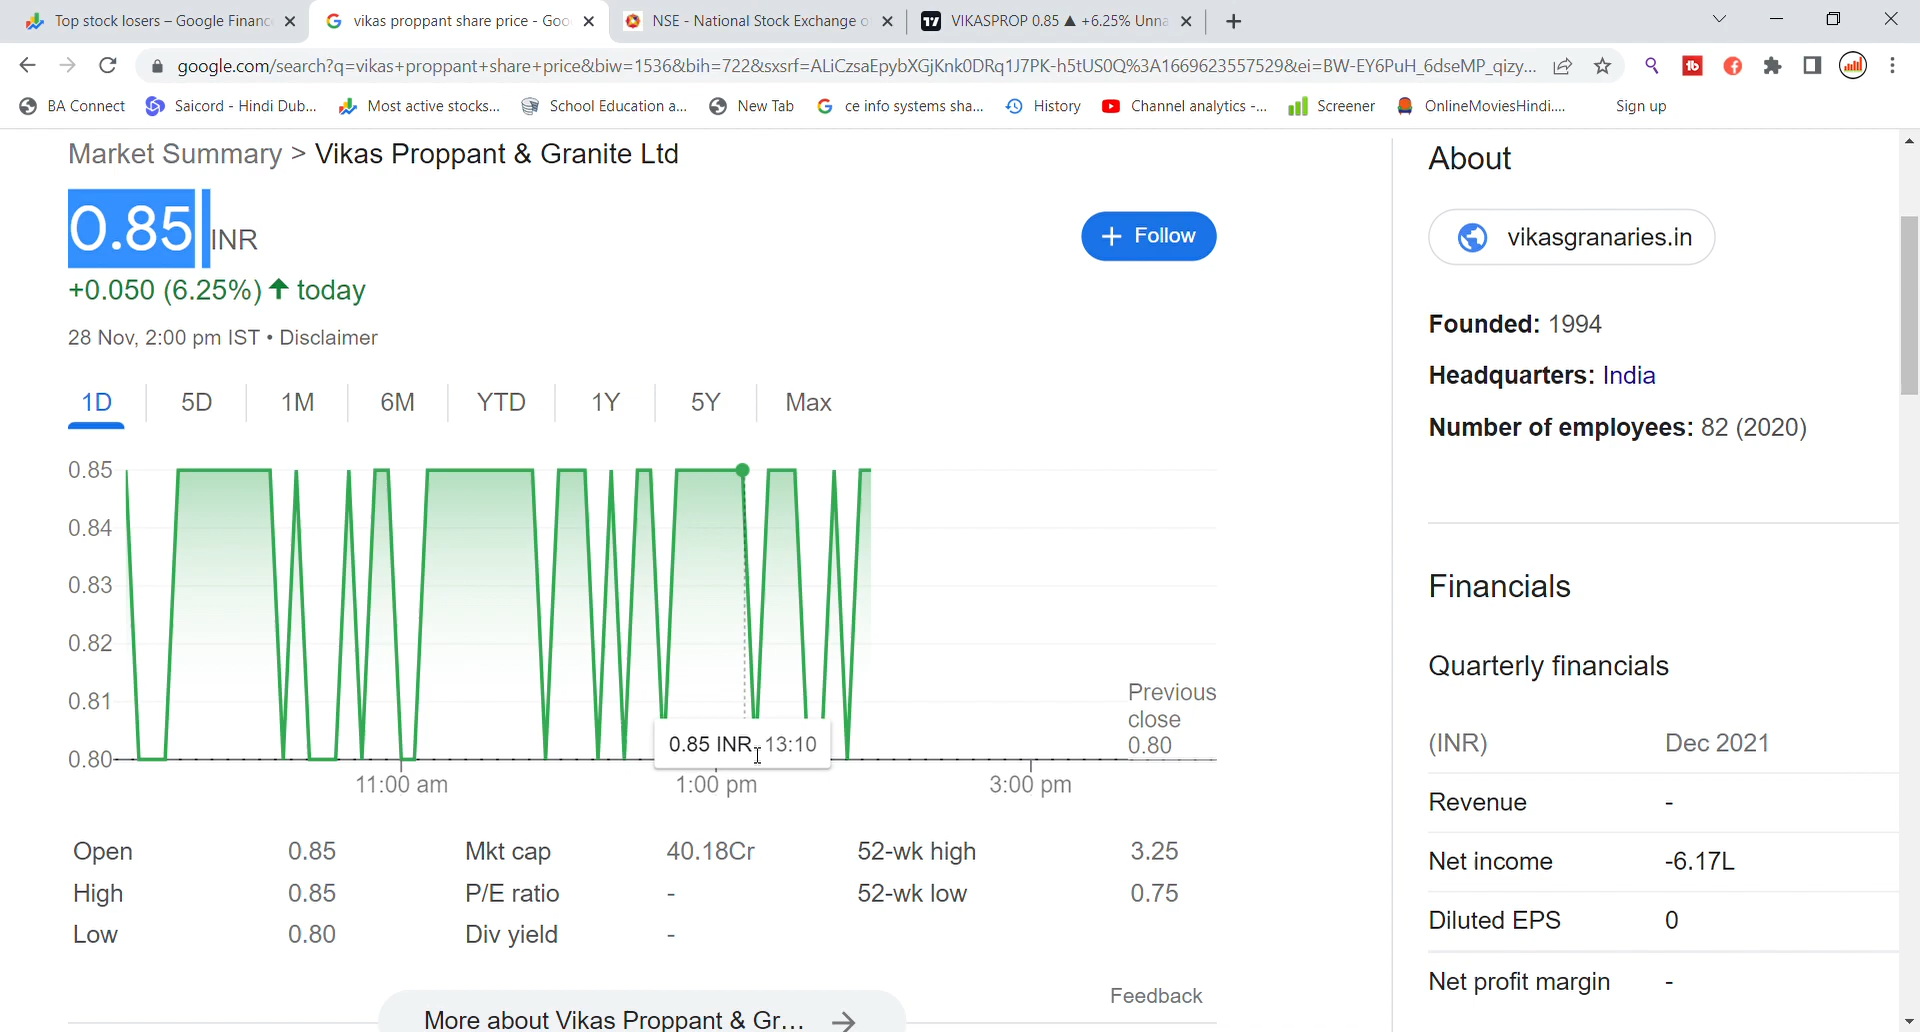 Top stock losers – Google Financ
vikas proppant share price - Goo
NSE - National Stock Exchange o
VIKASPROP 0.85 ▲ +6.25% Unna
google.com/search?q=vikas+proppant+share+price&biw=1536&bih=722&sxsrf=ALiCzsaEpybXGjKnk0DRq1J7PK-h5tUS0Q%3A1669623557529&ei=BW-EY6PuH_6dseMP_qizy...
BA Connect
Saicord - Hindi Dub...
Most active stocks...
School Education a...
New Tab
ce info systems sha...
History
Channel analytics -...
Screener
OnlineMoviesHindi....
Sign up
Market Summary > Vikas Proppant & Granite Ltd
0.85 INR
+0.050 (6.25%) ↑ today
28 Nov, 2:00 pm IST • Disclaimer
+ Follow
1D 5D 1M 6M YTD 1Y 5Y Max
0.85
0.84
0.83
0.82
0.81
0.80
Previous
close
0.80
0.85 INR 13:10
11:00 am 1:00 pm 3:00 pm
Open 0.85 Mkt cap 40.18Cr 52-wk high 3.25
High 0.85 P/E ratio - 52-wk low 0.75
Low 0.80 Div yield -
Feedback
More about Vikas Proppant & Gr... →
About
vikasgranaries.in
Founded: 1994
Headquarters: India
Number of employees: 82 (2020)
Financials
Quarterly financials
(INR) Dec 2021
Revenue -
Net income -6.17L
Diluted EPS 0
Net profit margin -